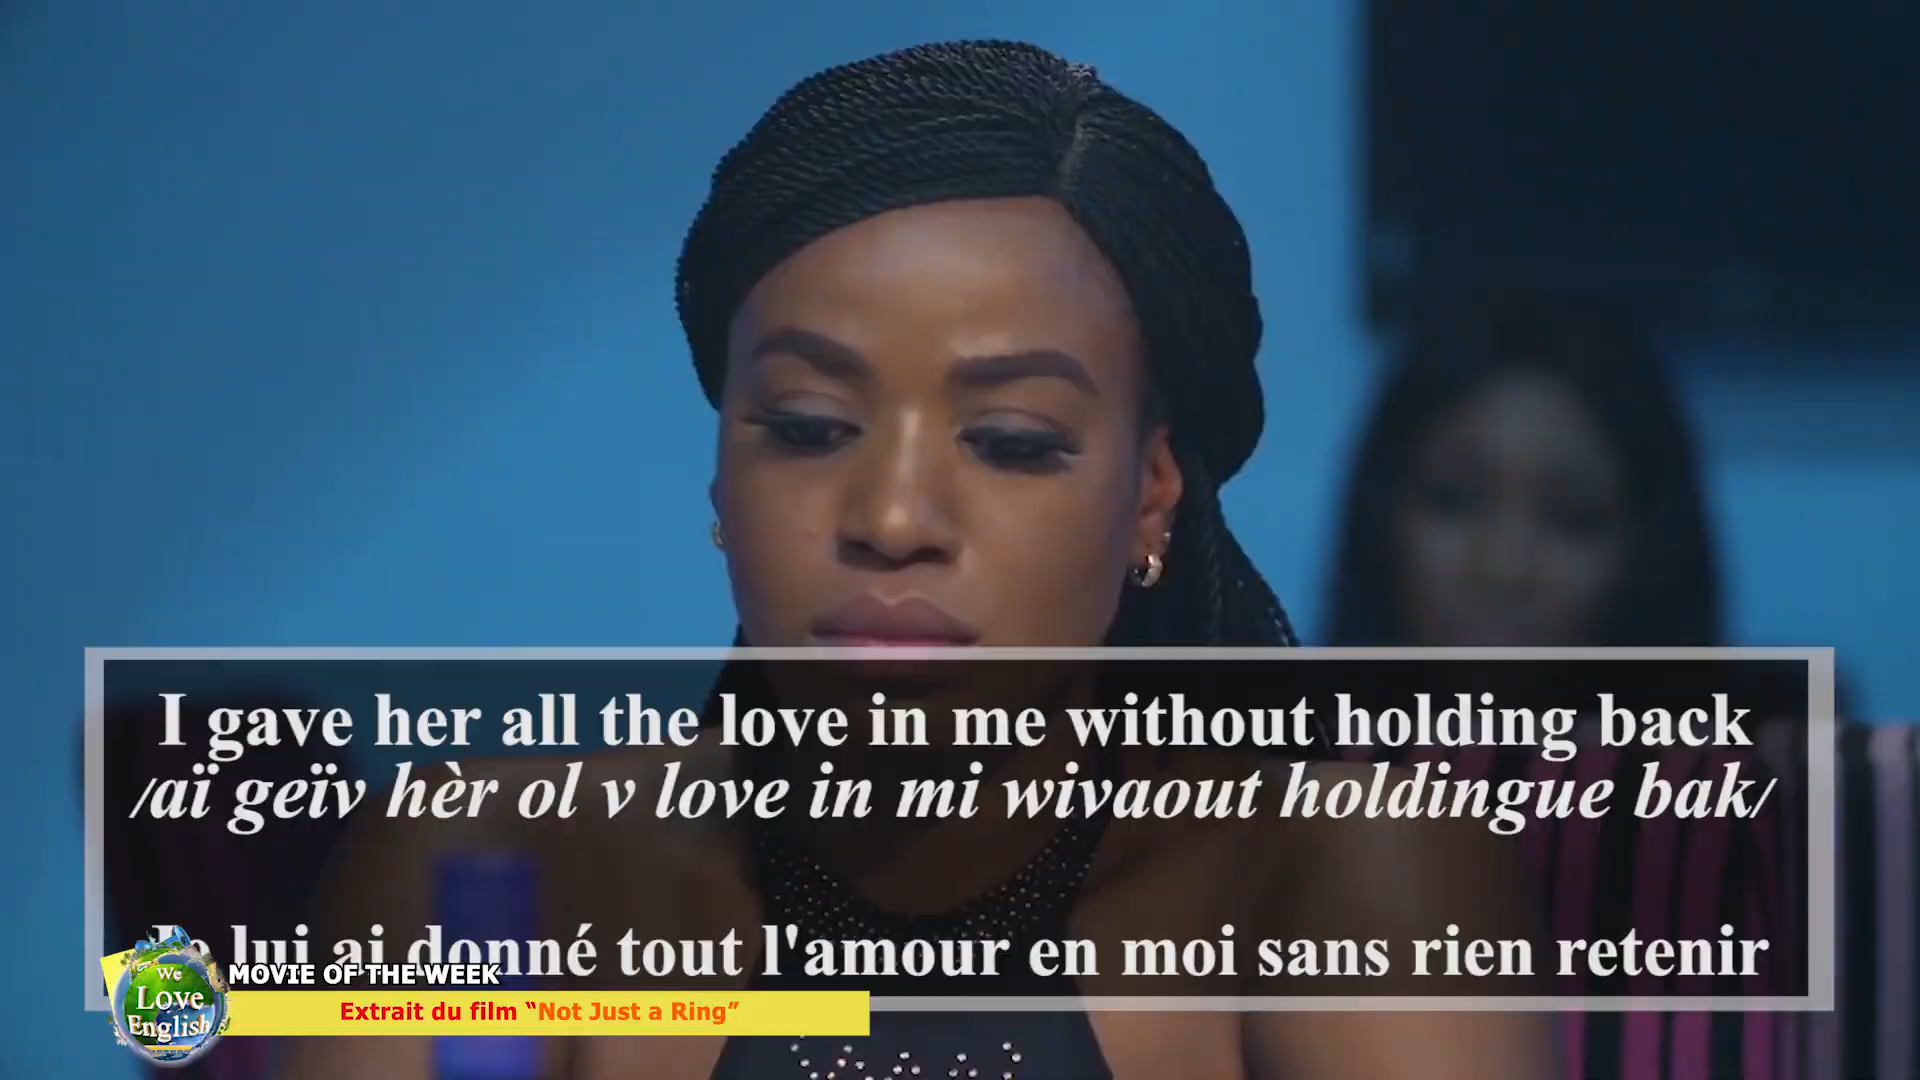 I gave her all the love in me without holding back
/aï geïv hèr ol v love in mi wivaout holdingue bak/
Je lui ai donné tout l'amour en moi sans rien retenir
MOVIE OF THE WEEK
Extrait du film “Not Just a Ring”
We
Love
English